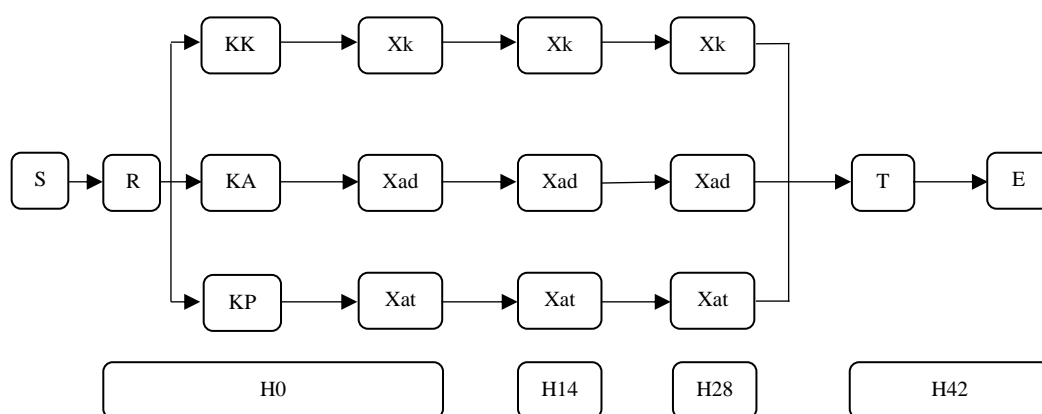 KK Xk Xk Xk
S R KA Xad Xad Xad T E
KP Xat Xat Xat
H0 H14 H28 H42